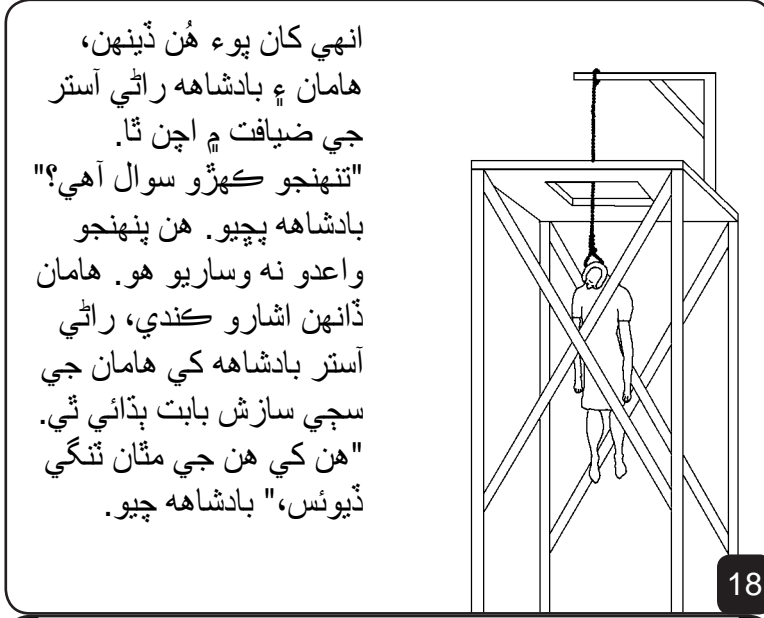 انهي کان پوءِ هُن ڏينهن،
هامان ۽ بادشاهه راڻي آستر
جي ضيافت ۾ اچن ٿا.
"تنهنجو ڪهڙو سوال آهي؟"
بادشاهه پڇيو. هن پنهنجو
واعدو نه وساريو هو. هامان
ڏانهن اشارو ڪندي، راڻي
آستر بادشاهه کي هامان جي
سڄي سازش بابت ٻڌائي ٿي.
"هن کي هن جي مٿان ٽنگي
ڏيوئس،" بادشاهه چيو.
18